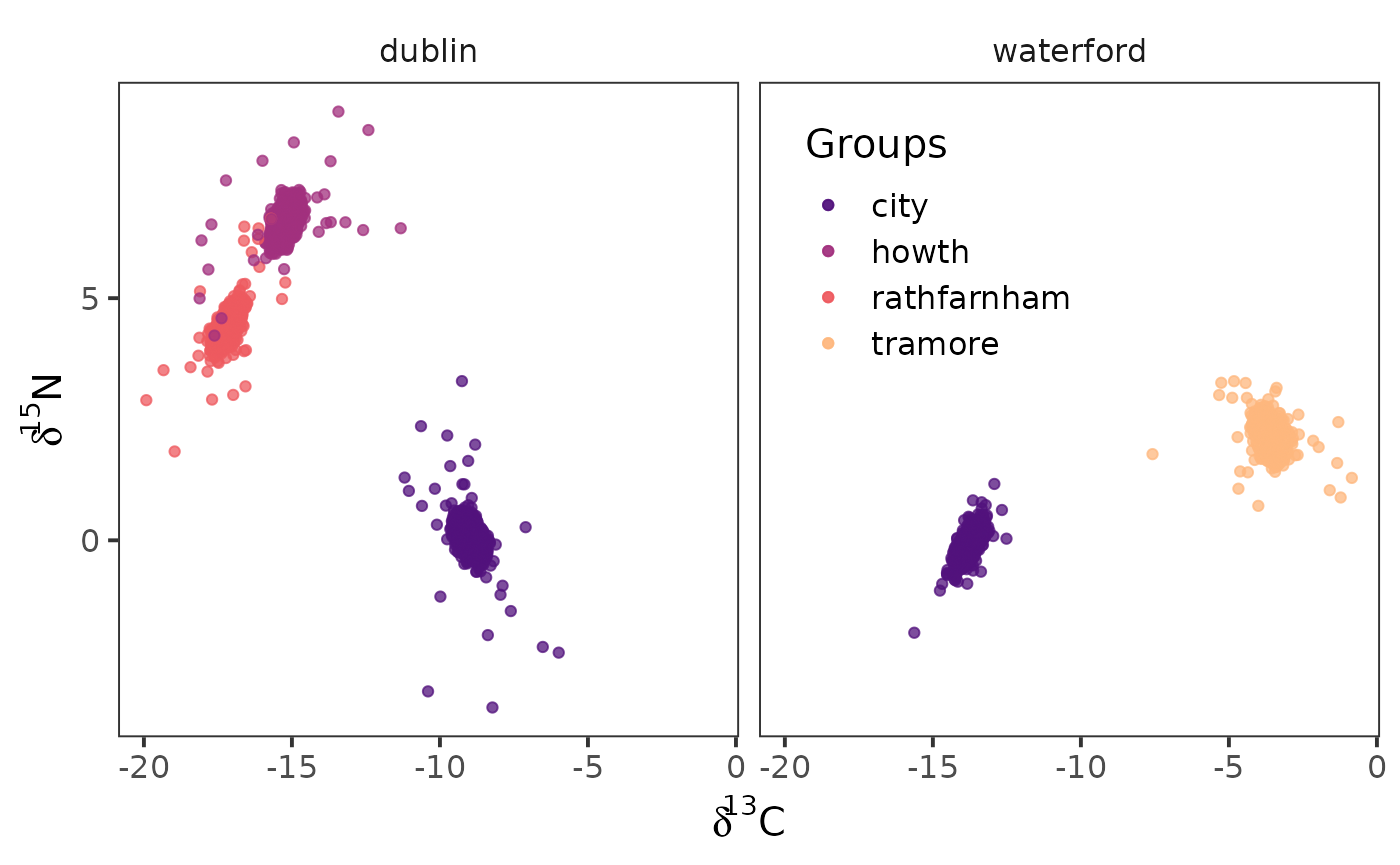 dublin
waterford
Groups
city
howth
rathfarnham
tramore
5
0
δ¹⁵N
-20 -15 -10 -5 0
-20 -15 -10 -5 0
δ¹³C